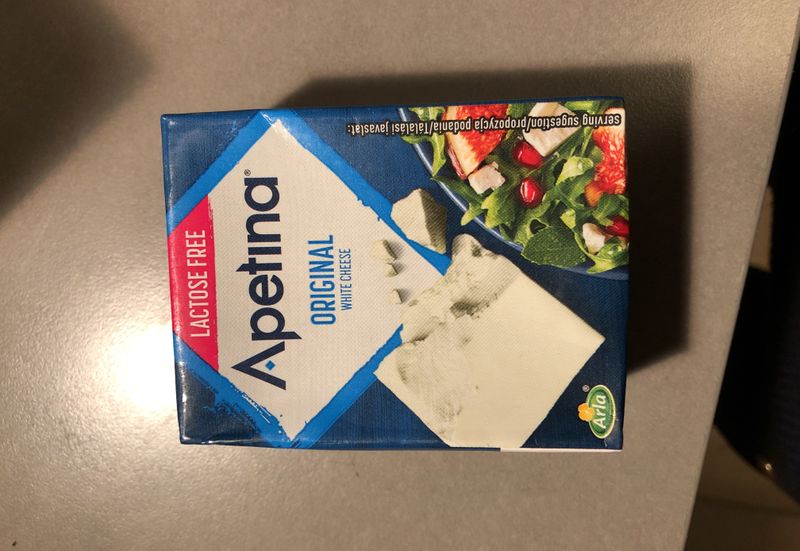 LACTOSE FREE
Apetina®
ORIGINAL
WHITE CHEESE
serving sugestion/propozycja podania/tálalási javaslat:
Arla®